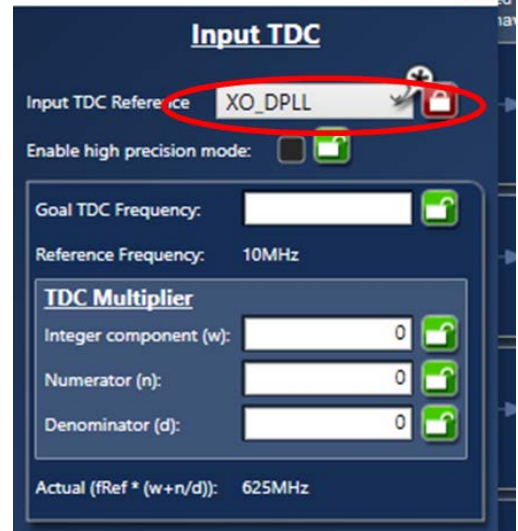 Input TDC
Input TDC Reference XO_DPLL
Enable high precision mode:
Goal TDC Frequency:
Reference Frequency: 10MHz
TDC Multiplier
Integer component (w): 0
Numerator (n): 0
Denominator (d): 0
Actual (fRef * (w+n/d)): 625MHz